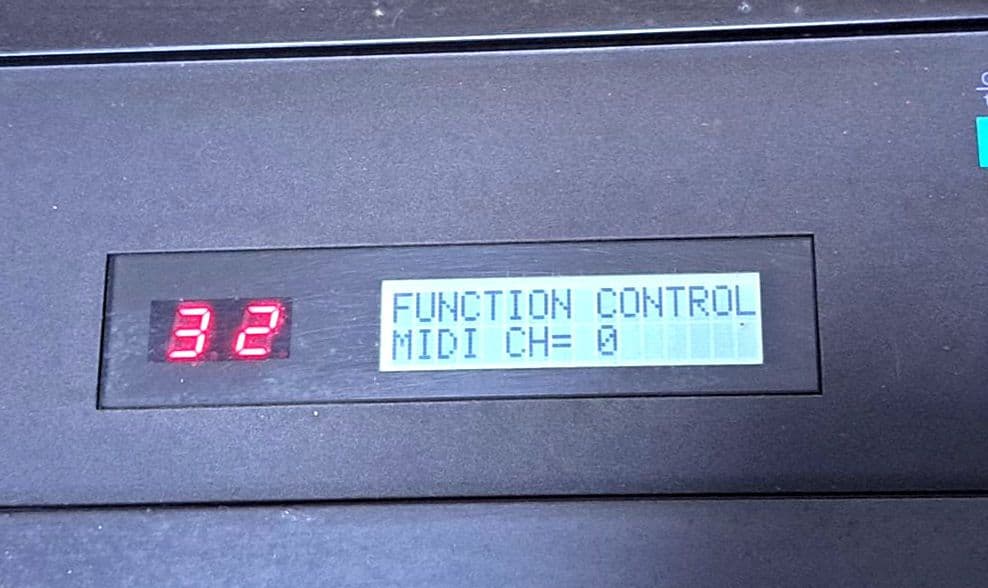 32
FUNCTION CONTROL
MIDI CH= 0